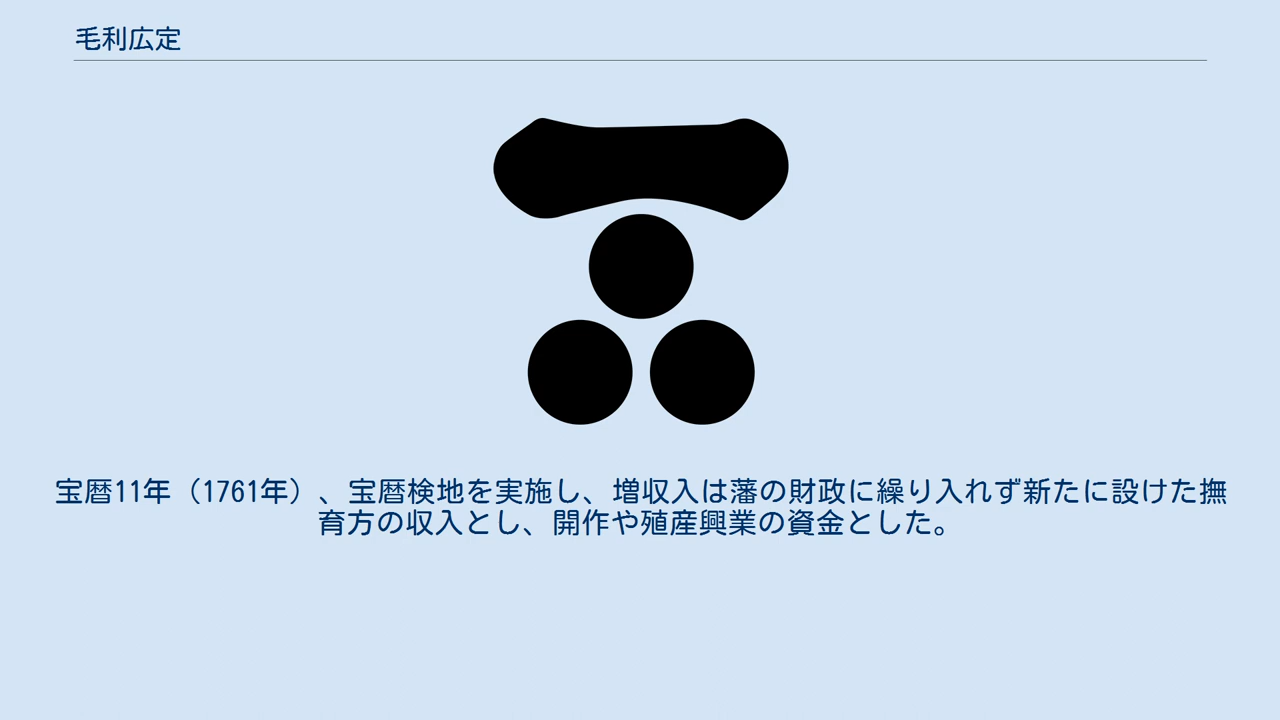 毛利広定
宝暦11年（1761年）、宝暦検地を実施し、増収入は藩の財政に繰り入れず新たに設けた撫
育方の収入とし、開作や殖産興業の資金とした。